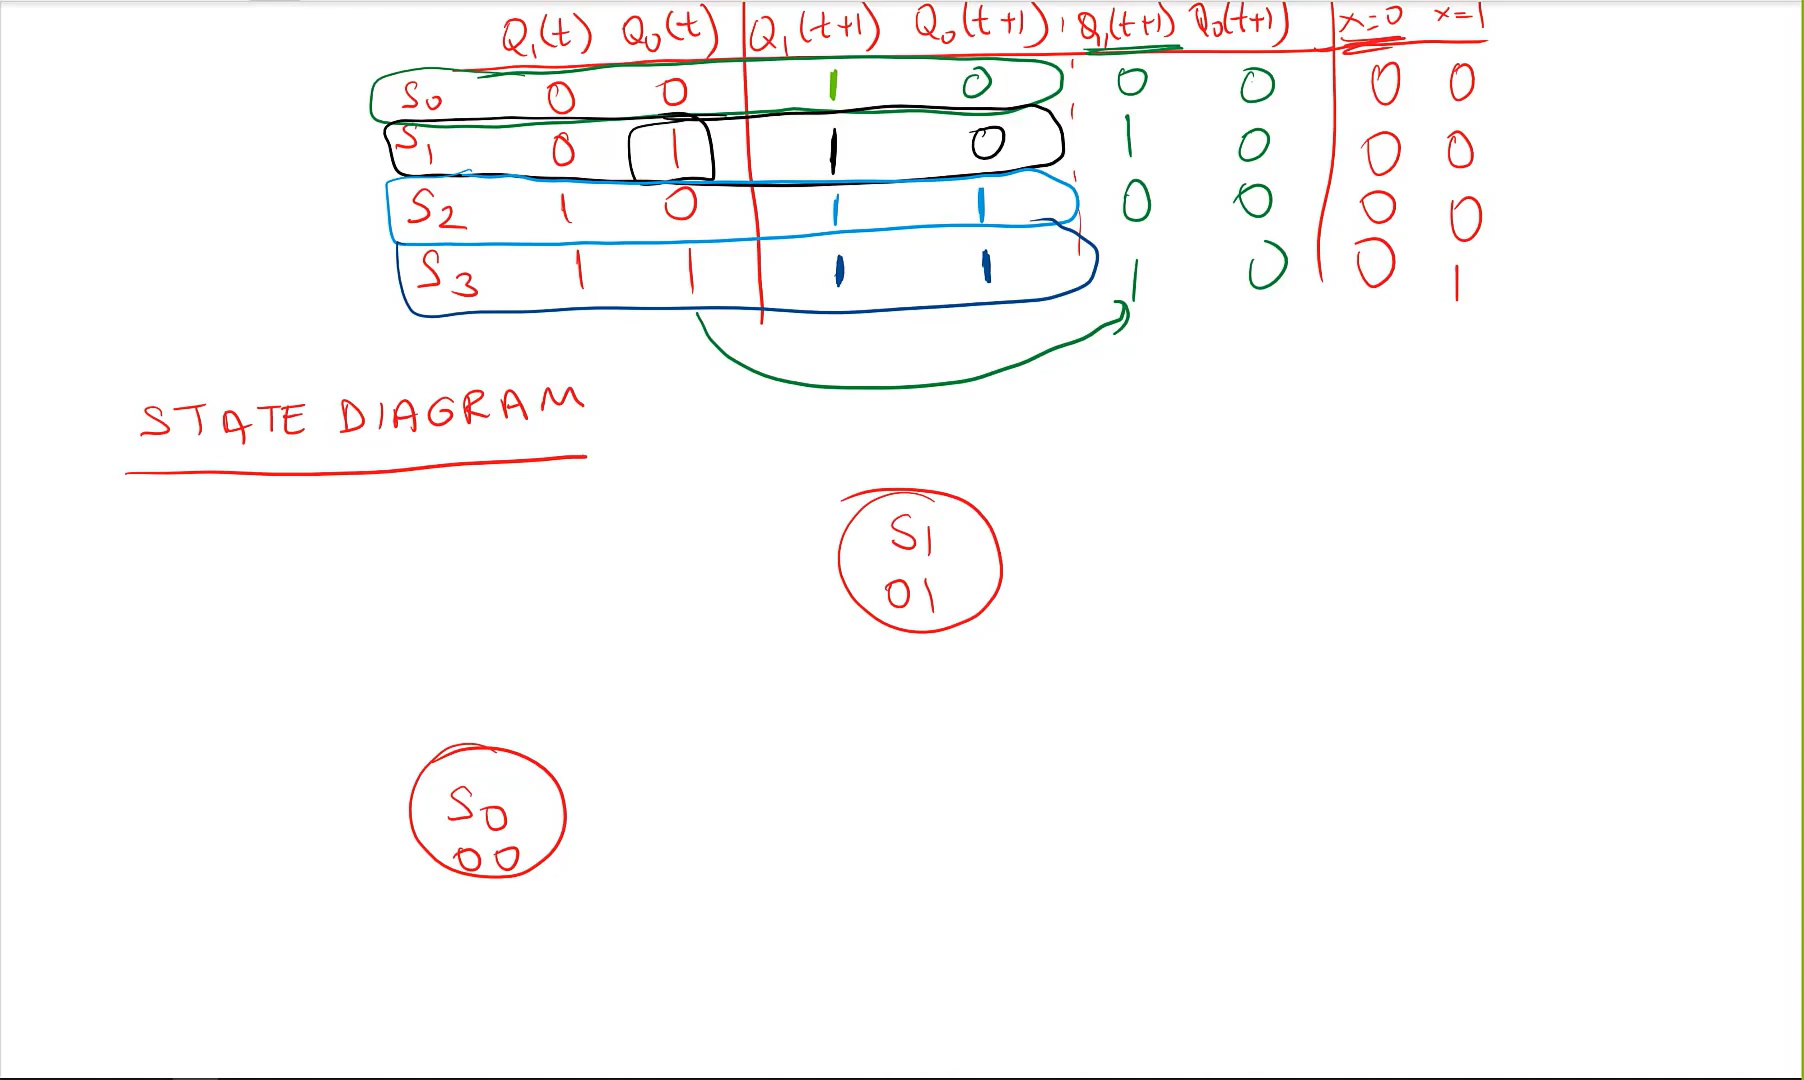 Q₁(t) Q₀(t) Q₁(t+1) Q₀(t+1) Q₁(t+1) Q₀(t+1) x=0 x=1
S₀ 0 0 1 0 0 0 0 0
S₁ 0 1 1 0 1 0 0 0
S₂ 1 0 1 1 0 0 0 0
S₃ 1 1 1 1 1 0 0 1
STATE DIAGRAM
S1
01
S0
00